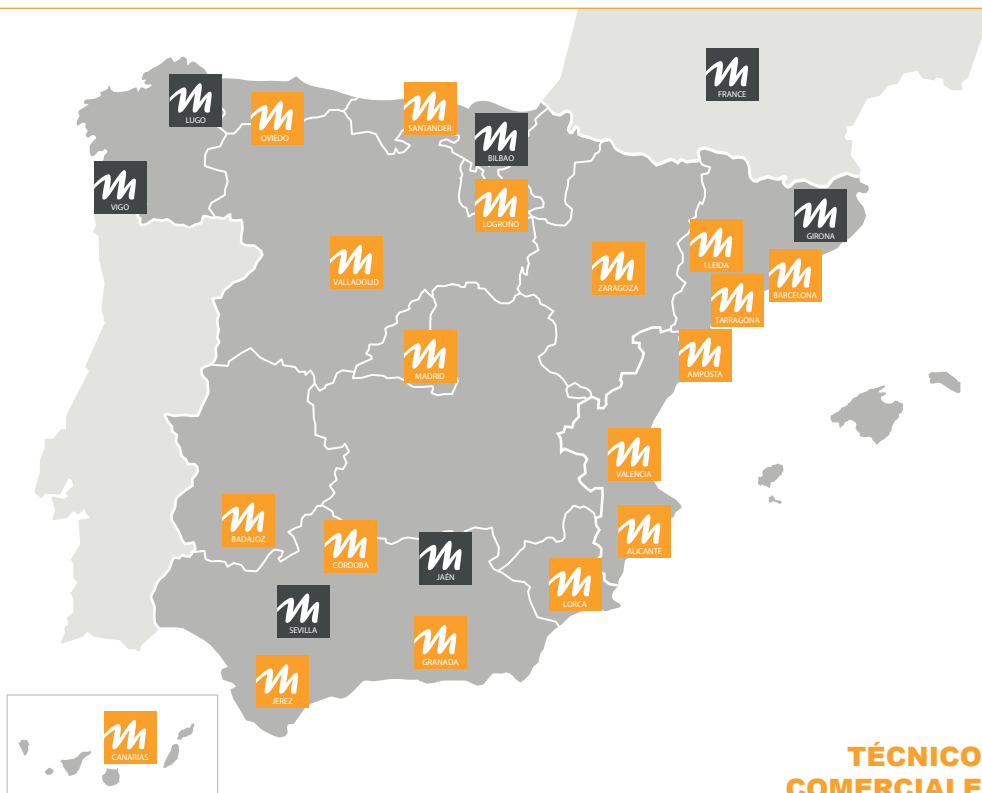 FRANCE
LUGO
OVIEDO
SANTANDER
BILBAO
VIGO
LOGROÑO
GIRONA
LLEIDA
VALLADOLID
ZARAGOZA
BARCELONA
TARRAGONA
MADRID
AMPOSTA
VALENCIA
BADAJOZ
CÓRDOBA
ALICANTE
JAÉN
LORCA
SEVILLA
GRANADA
JEREZ
CANARIAS
TÉCNICO
COMERCIALE